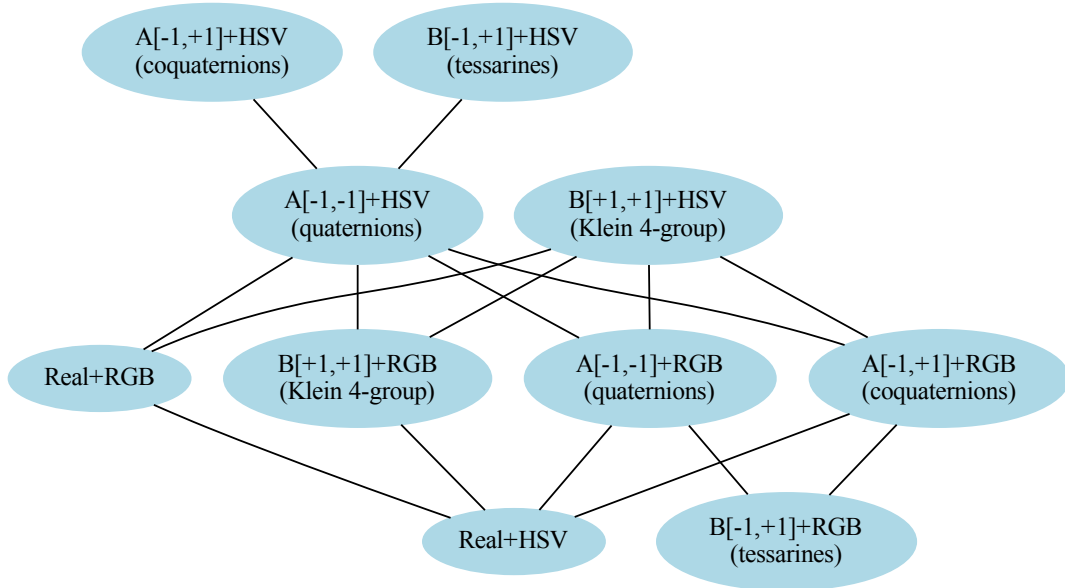 A[-1,+1]+HSV
(coquaternions)
B[-1,+1]+HSV
(tessarines)
A[-1,-1]+HSV
(quaternions)
B[+1,+1]+HSV
(Klein 4-group)
Real+RGB
B[+1,+1]+RGB
(Klein 4-group)
A[-1,-1]+RGB
(quaternions)
A[-1,+1]+RGB
(coquaternions)
Real+HSV
B[-1,+1]+RGB
(tessarines)